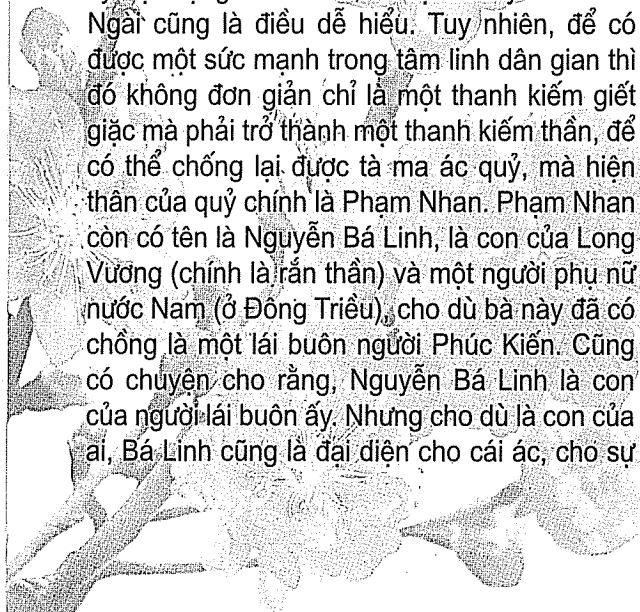 Ngài cũng là điều dễ hiểu. Tuy nhiên, để có
được một sức mạnh trong tâm linh dân gian thì
đó không đơn giản chỉ là một thanh kiếm giết
giặc mà phải trở thành một thanh kiếm thần, để
có thể chống lại được tà ma ác quỷ, mà hiện
thân của quỷ chính là Phạm Nhan. Phạm Nhan
còn có tên là Nguyễn Bá Linh, là con của Long
Vương (chính là rắn thần) và một người phụ nữ
nước Nam (ở Đông Triều), cho dù bà này đã có
chồng là một lái buôn người Phúc Kiến. Cũng
có chuyện cho rằng, Nguyễn Bá Linh là con
của người lái buôn ấy. Nhưng cho dù là con của
ai, Bá Linh cũng là đại diện cho cái ác, cho sự